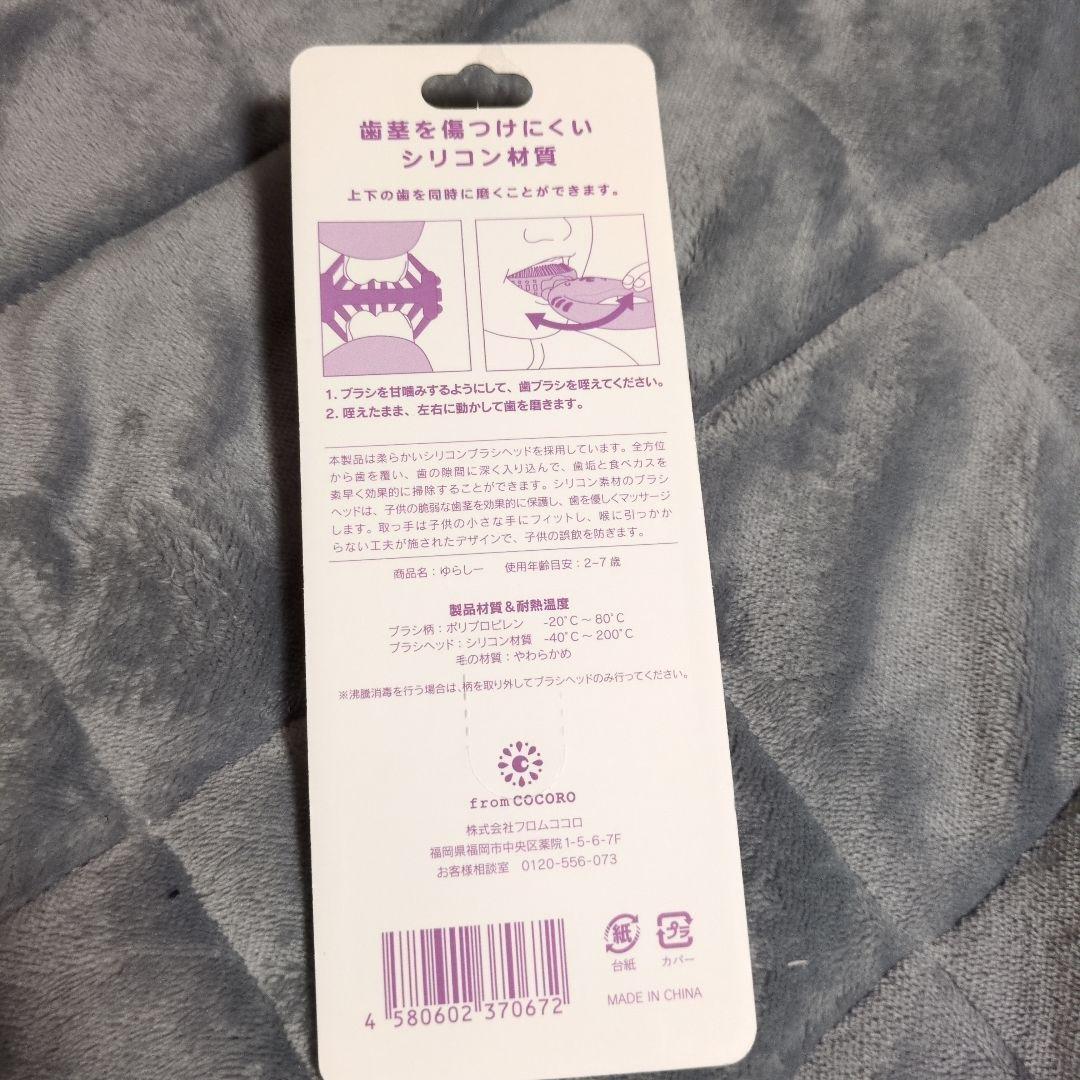 歯茎を傷つけにくい
シリコン材質
上下の歯を同時に磨くことができます。
1. ブラシを甘噛みするようにして、歯ブラシを咥えてください。
2. 咥えたまま、左右に動かして歯を磨きます。
本製品は柔らかいシリコンブラシヘッドを採用しています。全方位
から歯を覆い、歯の隙間に深く入り込んで、歯垢と食べカスを
素早く効果的に掃除することができます。シリコン素材のブラシ
ヘッドは、子供の脆弱な歯茎を効果的に保護し、歯を優しくマッサージ
します。取っ手は子供の小さな手にフィットし、喉に引っかか
らない工夫が施されたデザインで、子供の誤飲を防ぎます。
商品名：ゆらしー 使用年齢目安：2~7 歳
製品材質＆耐熱温度
ブラシ柄：ポリプロピレン -20°C ～ 80°C
ブラシヘッド：シリコン材質 -40°C ～ 200°C
毛の材質：やわらかめ
※沸騰消毒を行う場合は、柄を取り外してブラシヘッドのみ行ってください。
from COCORO
株式会社フロムココロ
福岡県福岡市中央区薬院1-5-6-7F
お客様相談室 0120-556-073
紙 プラ
台紙 カバー
MADE IN CHINA
4 580602 370672